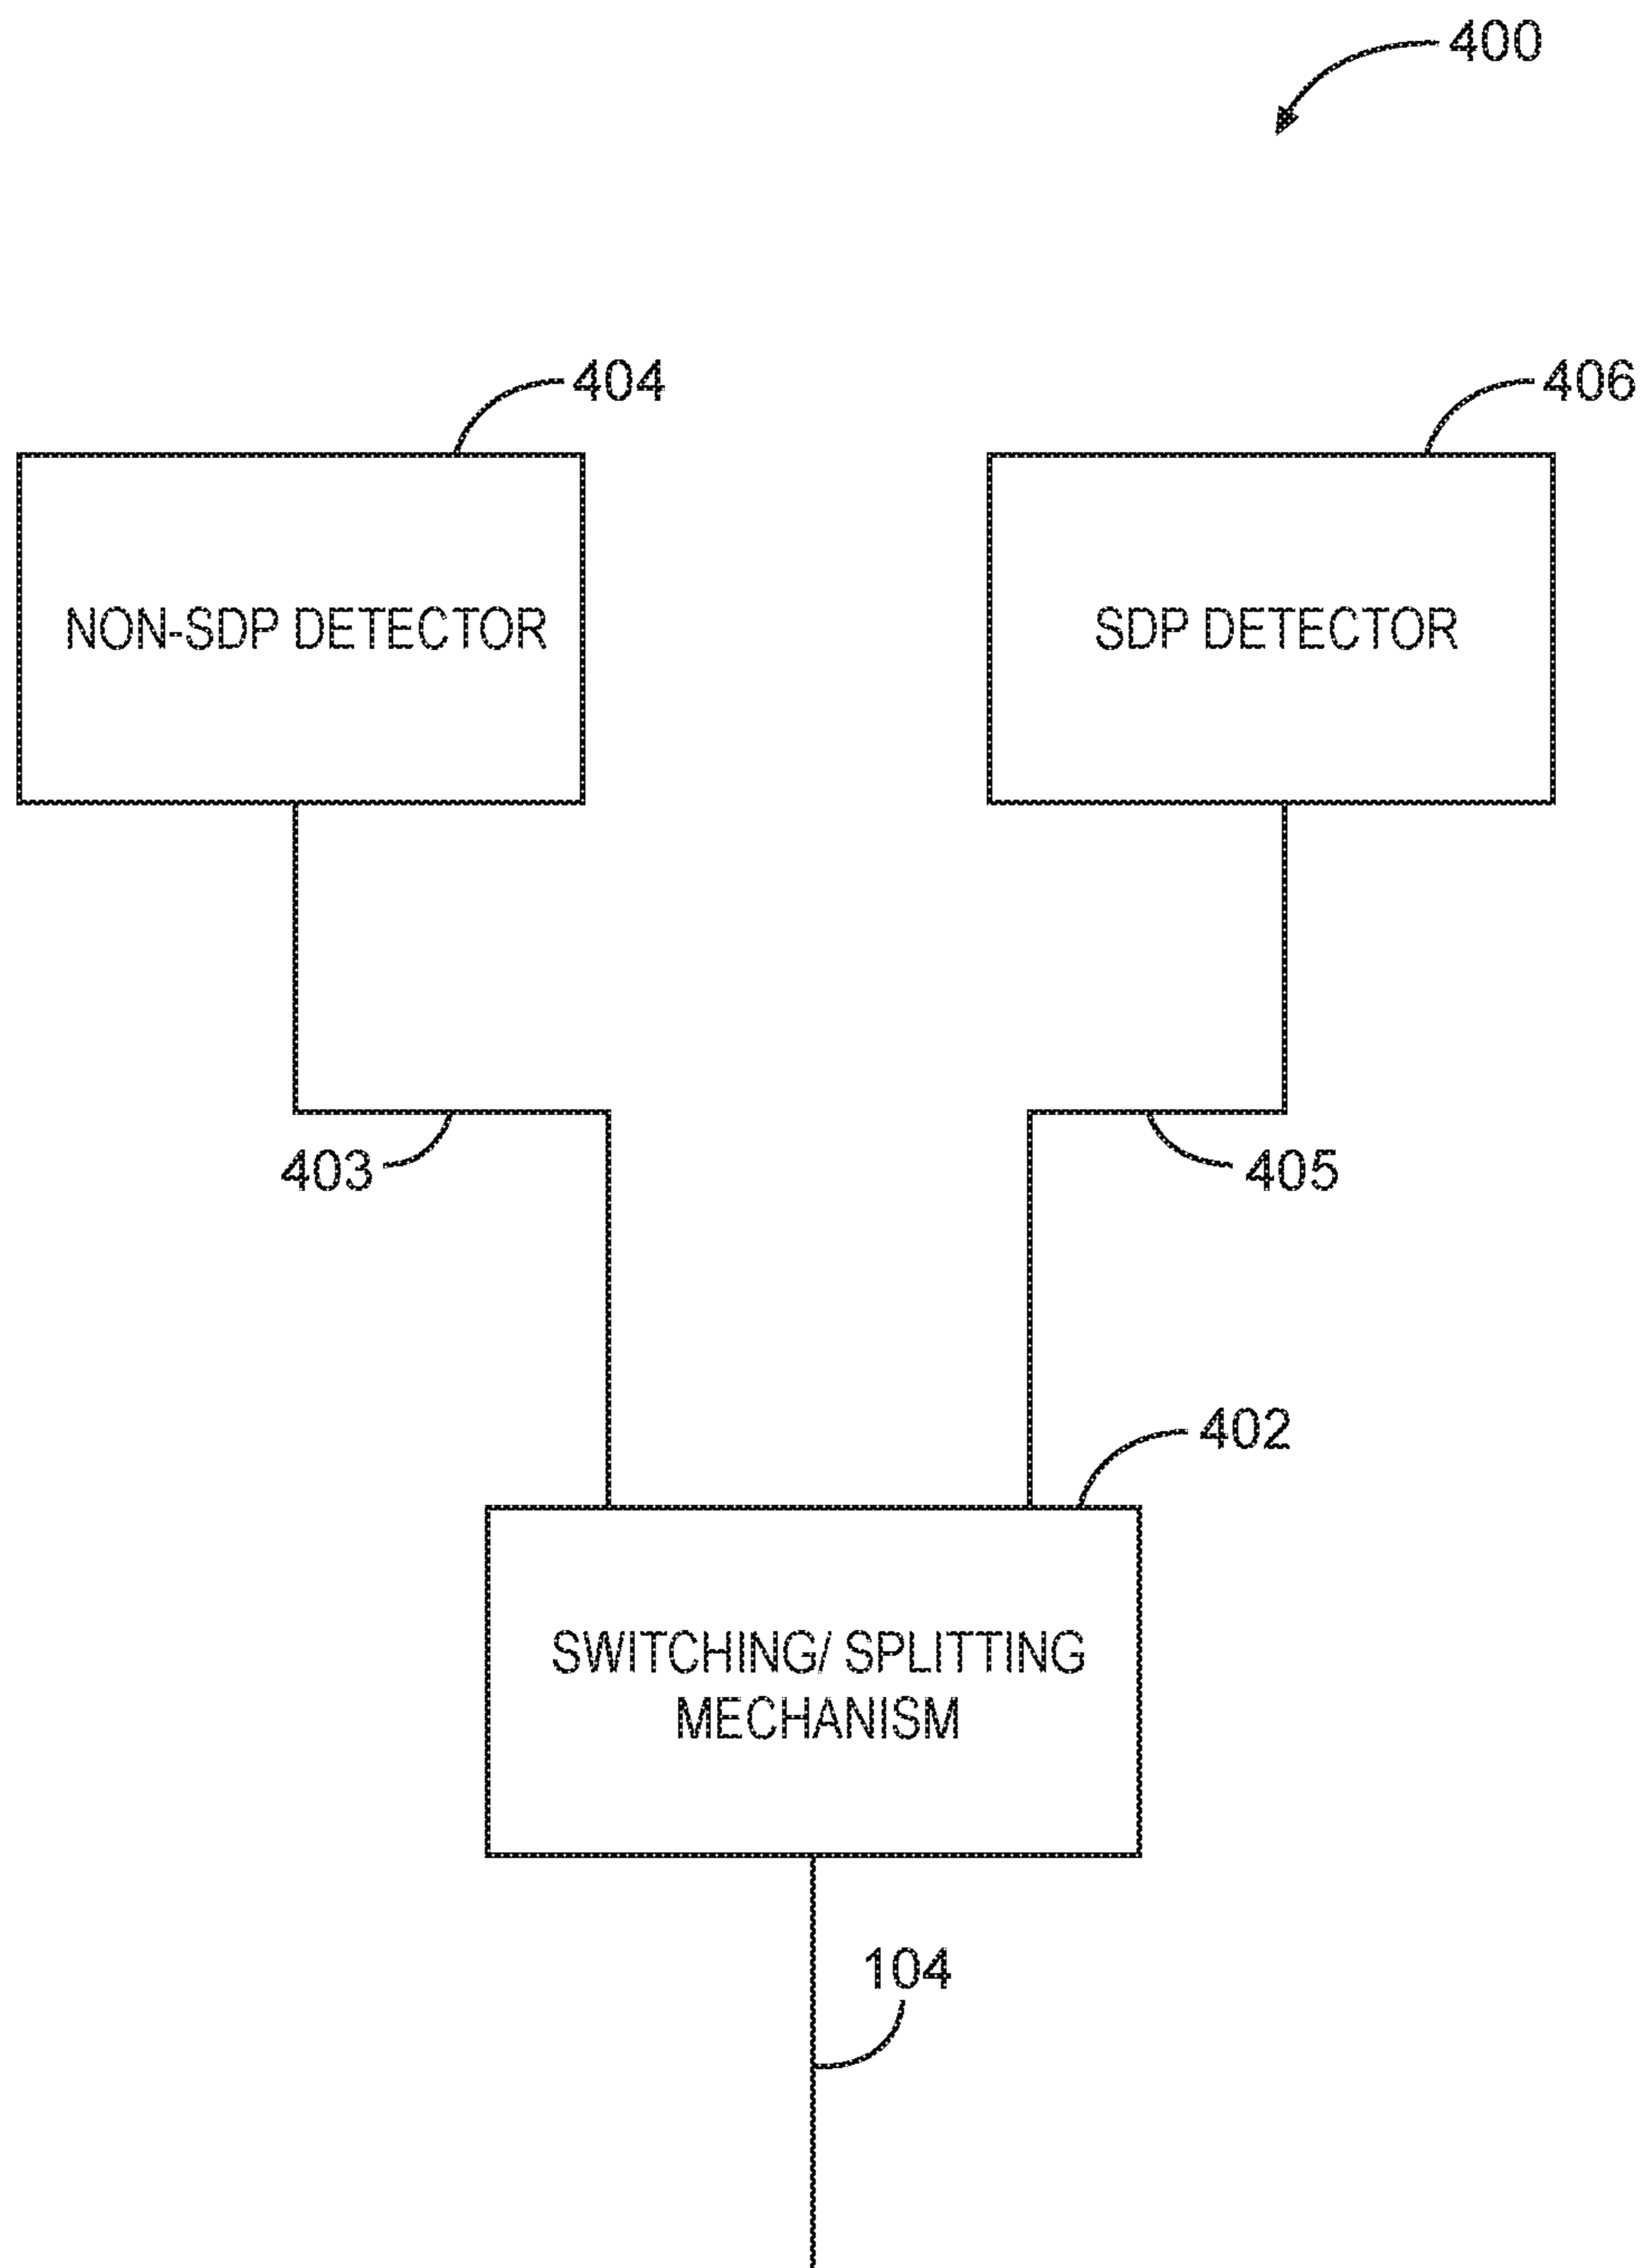 400
404
406
NON-SDP DETECTOR
SDP DETECTOR
403
405
402
SWITCHING/ SPLITTING
MECHANISM
104